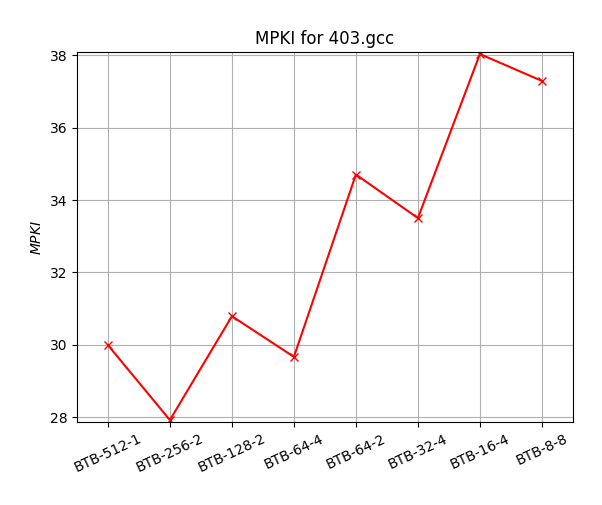 MPKI for 403.gcc
38
36
34
32
30
28
MPKI
BTB-512-1
BTB-256-2
BTB-128-2
BTB-64-4
BTB-64-2
BTB-32-4
BTB-16-4
BTB-8-8